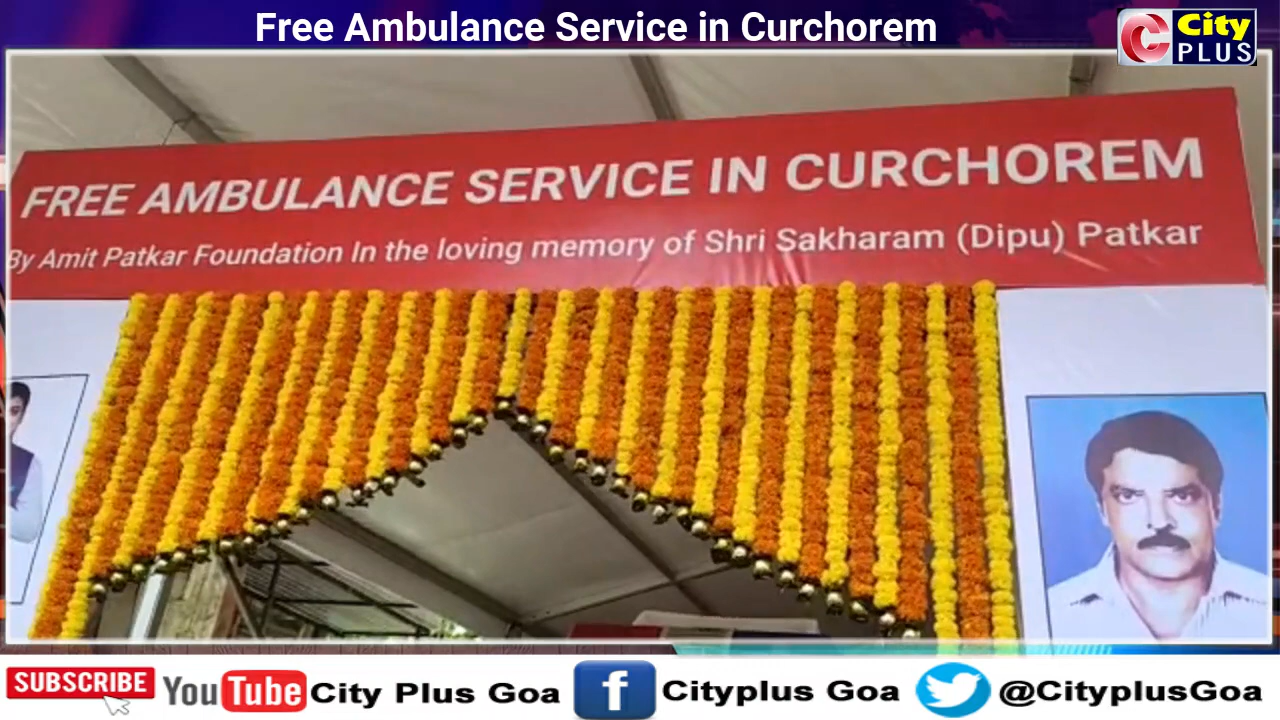 Free Ambulance Service in Curchorem
C City
PLUS
FREE AMBULANCE SERVICE IN CURCHOREM
By Amit Patkar Foundation In the loving memory of Shri Sakharam (Dipu) Patkar
SUBSCRIBE YouTube City Plus Goa f Cityplus Goa @CityplusGoa